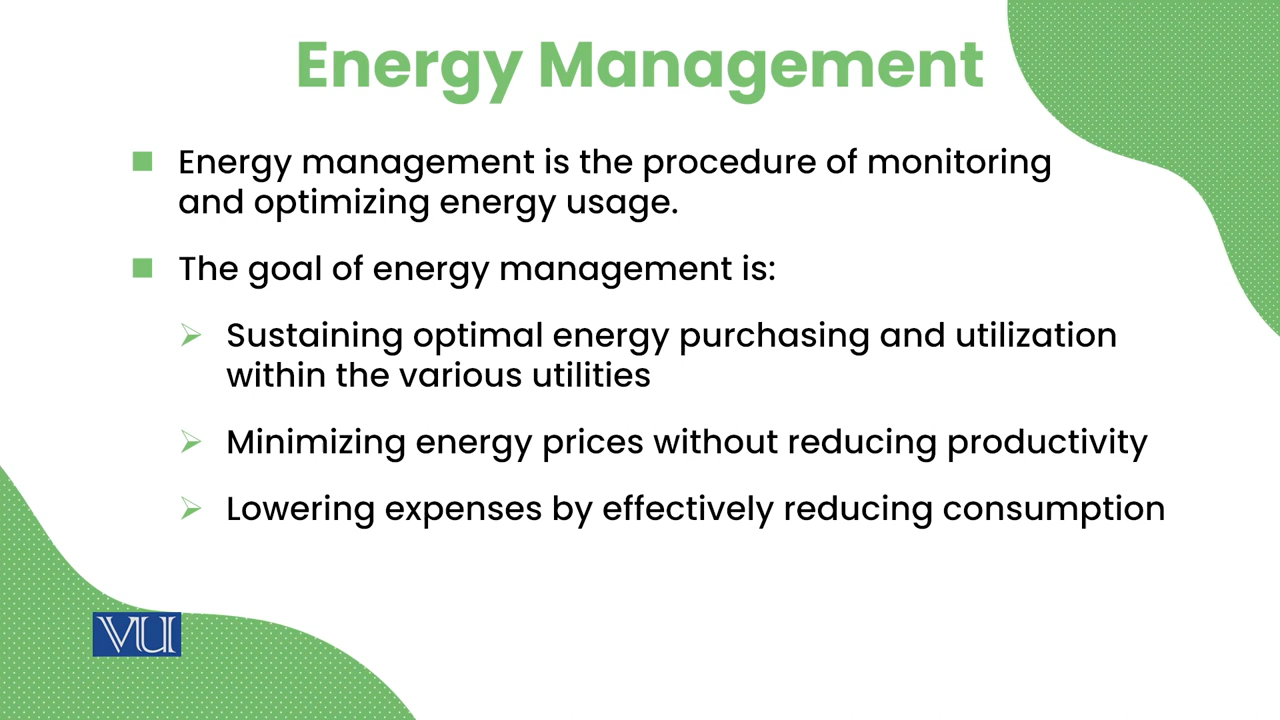 Energy Management
Energy management is the procedure of monitoring
and optimizing energy usage.
The goal of energy management is:
Sustaining optimal energy purchasing and utilization
within the various utilities
Minimizing energy prices without reducing productivity
Lowering expenses by effectively reducing consumption
VU